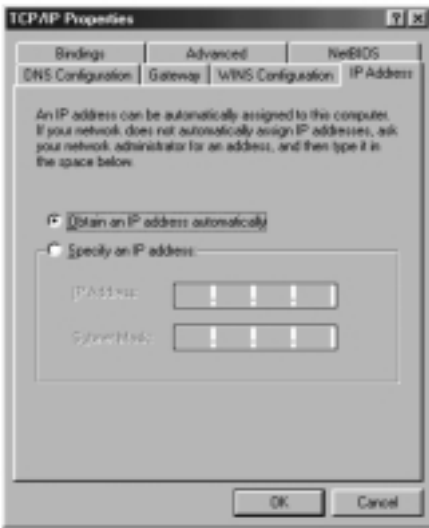 TCP/IP Properties
Bindings Advanced NetBIOS
DNS Configuration Gateway WINS Configuration IP Address
An IP address can be automatically assigned to this computer.
If your network does not automatically assign IP addresses, ask
your network administrator for an address, and then type it in
the space below.
Obtain an IP address automatically
Specify an IP address:
IP Address:
Subnet Mask:
OK Cancel